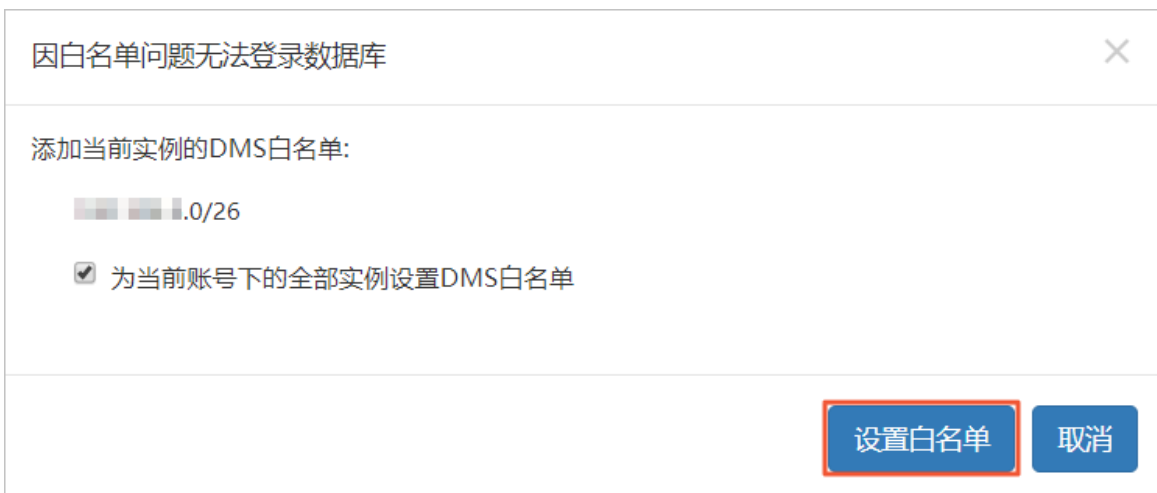 因白名单问题无法登录数据库
添加当前实例的DMS白名单:
.0/26
为当前账号下的全部实例设置DMS白名单
设置白名单
取消